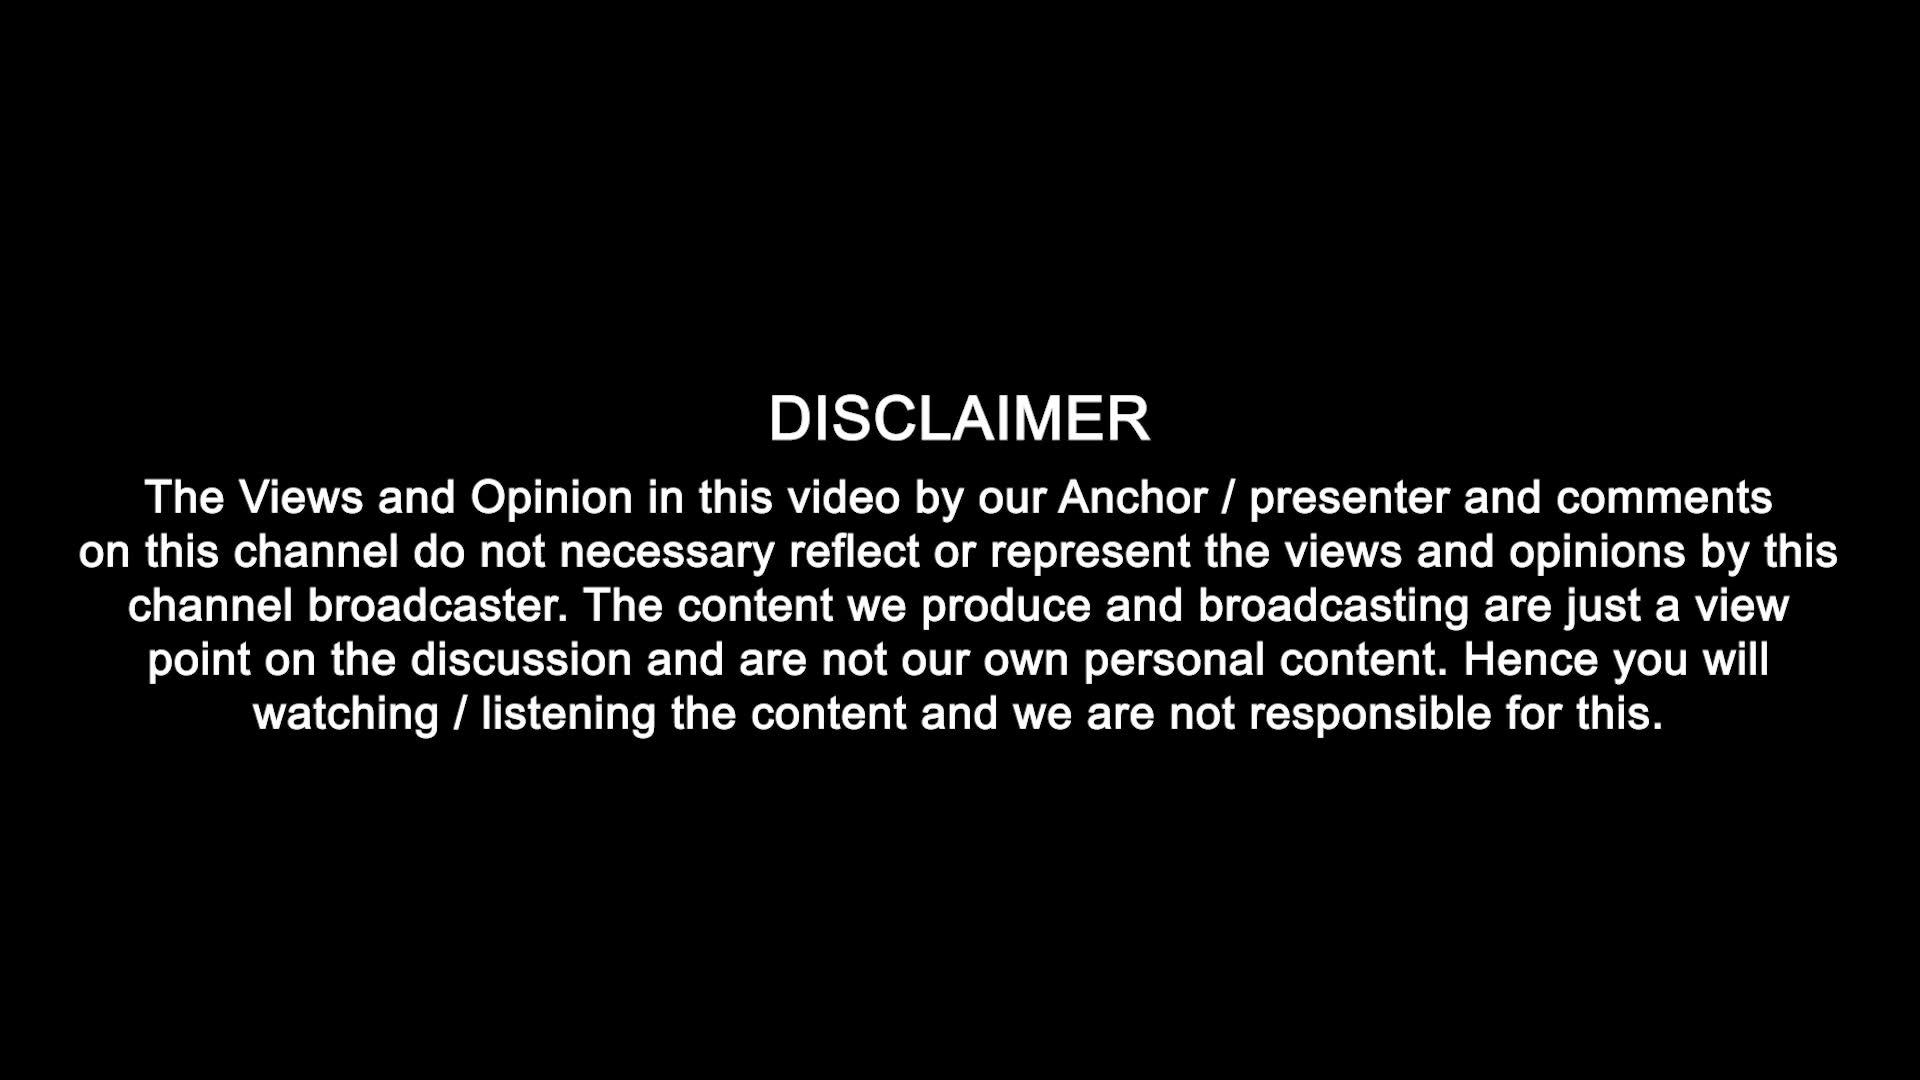 DISCLAIMER
The Views and Opinion in this video by our Anchor / presenter and comments
on this channel do not necessary reflect or represent the views and opinions by this
channel broadcaster. The content we produce and broadcasting are just a view
point on the discussion and are not our own personal content. Hence you will
watching / listening the content and we are not responsible for this.